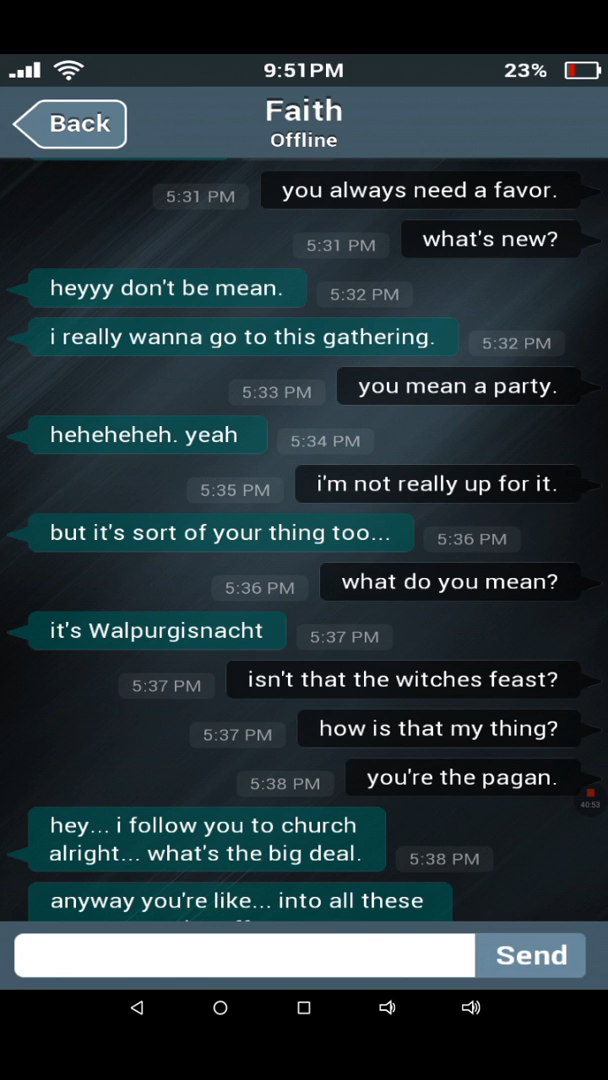 9:51PM
23%
Back
Faith
Offline
5:31 PM
you always need a favor.
5:31 PM
what's new?
heyyy don't be mean.
5:32 PM
i really wanna go to this gathering.
5:32 PM
5:33 PM
you mean a party.
heheheheh. yeah
5:34 PM
5:35 PM
i'm not really up for it.
but it's sort of your thing too...
5:36 PM
5:36 PM
what do you mean?
it's Walpurgisnacht
5:37 PM
5:37 PM
isn't that the witches feast?
5:37 PM
how is that my thing?
5:38 PM
you're the pagan.
40:53
hey... i follow you to church
alright... what's the big deal.
5:38 PM
anyway you're like... into all these
Send